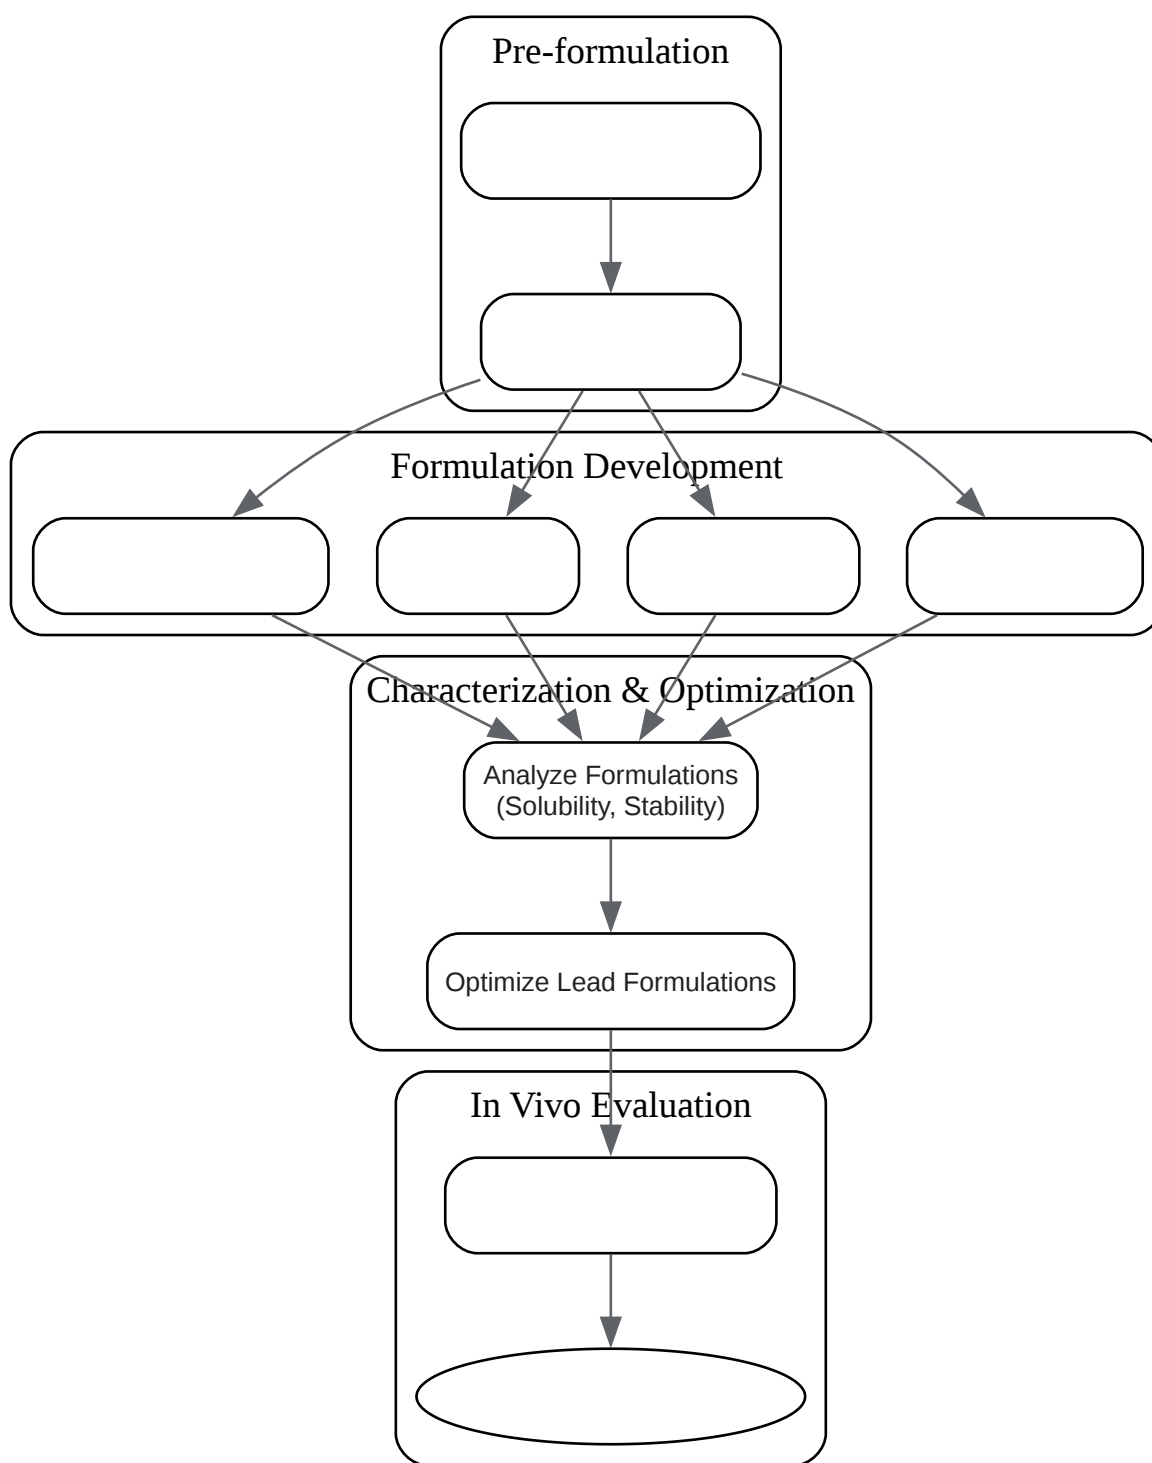 Pre-formulation
Formulation Development
Characterization & Optimization
Analyze Formulations
(Solubility, Stability)
Optimize Lead Formulations
In Vivo Evaluation